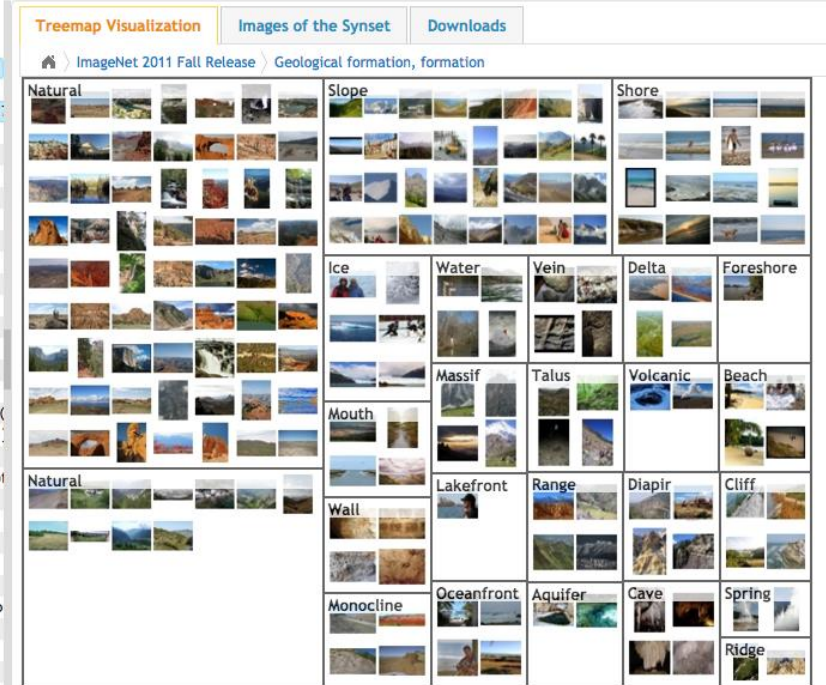 Treemap Visualization Images of the Synset Downloads
ImageNet 2011 Fall Release Geological formation, formation
Natural Slope Shore
Ice Water Vein Delta Foreshore
Massif Talus Volcanic Beach
Mouth
Natural Lakefront Range Diapir Cliff
Wall
Oceanfront Aquifer Cave Spring
Monocline
Ridge